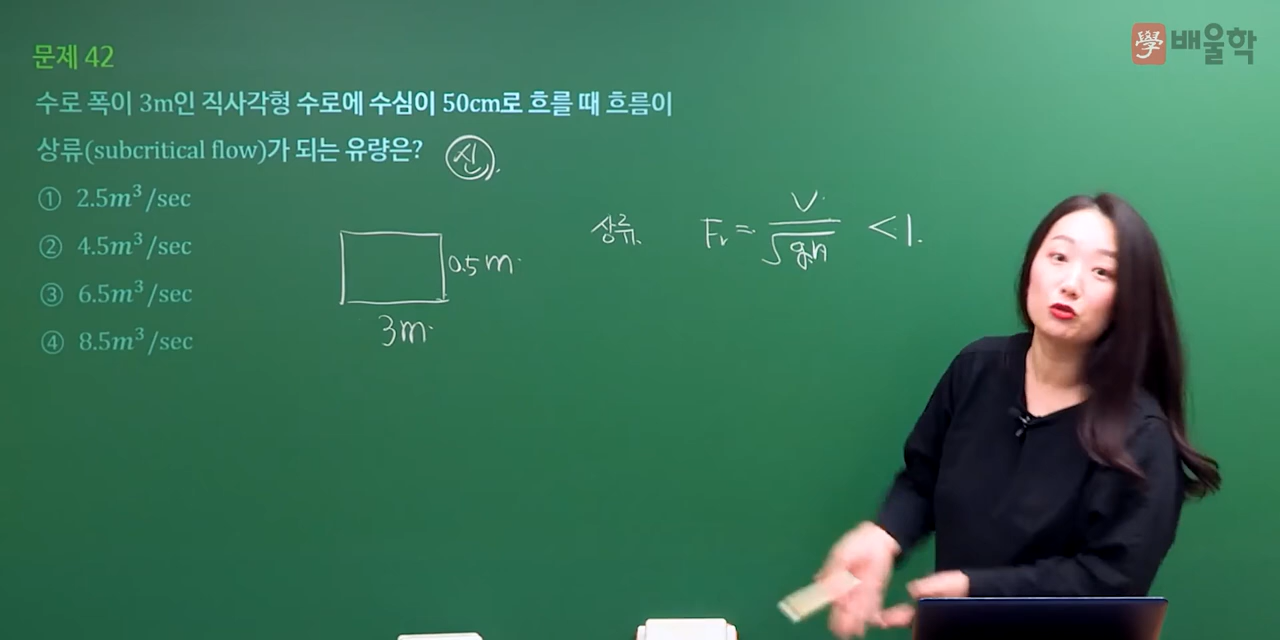 學 배울학
문제 42
수로 폭이 3m인 직사각형 수로에 수심이 50cm로 흐를 때 흐름이
상류(subcritical flow)가 되는 유량은? 신
① 2.5m³/sec
② 4.5m³/sec
③ 6.5m³/sec
④ 8.5m³/sec
0.5m
3m
상류 Fr = V / √gh < 1